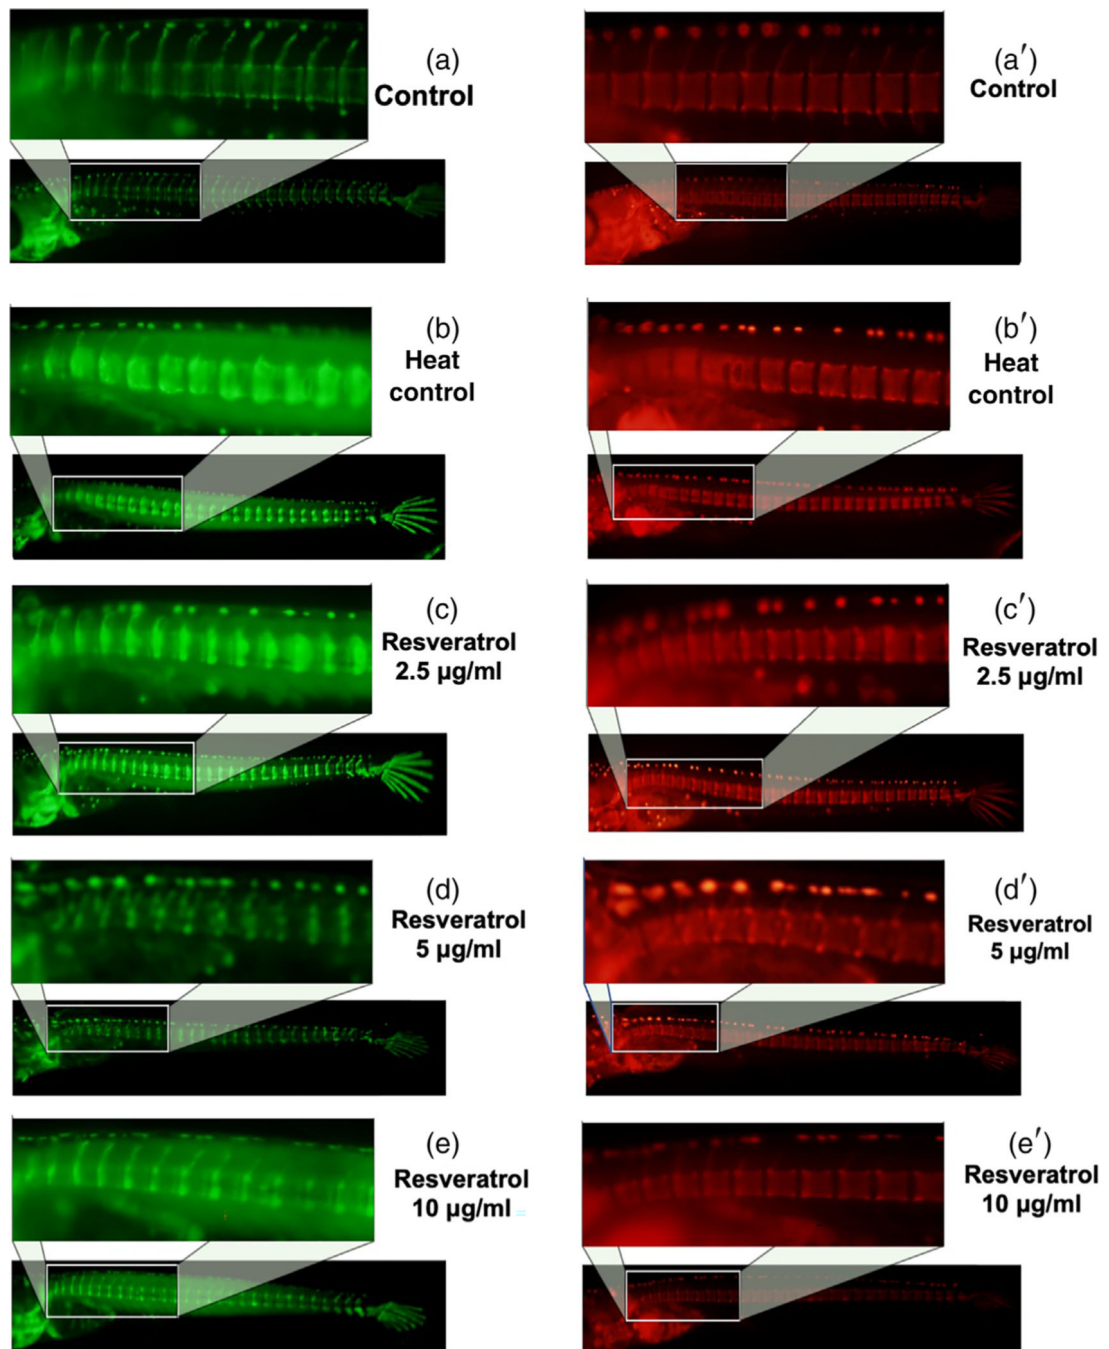 (a)
Control
(a′)
Control
(b)
Heat
control
(b′)
Heat
control
(c)
Resveratrol
2.5 µg/ml
(c′)
Resveratrol
2.5 µg/ml
(d)
Resveratrol
5 µg/ml
(d′)
Resveratrol
5 µg/ml
(e)
Resveratrol
10 µg/ml
(e′)
Resveratrol
10 µg/ml